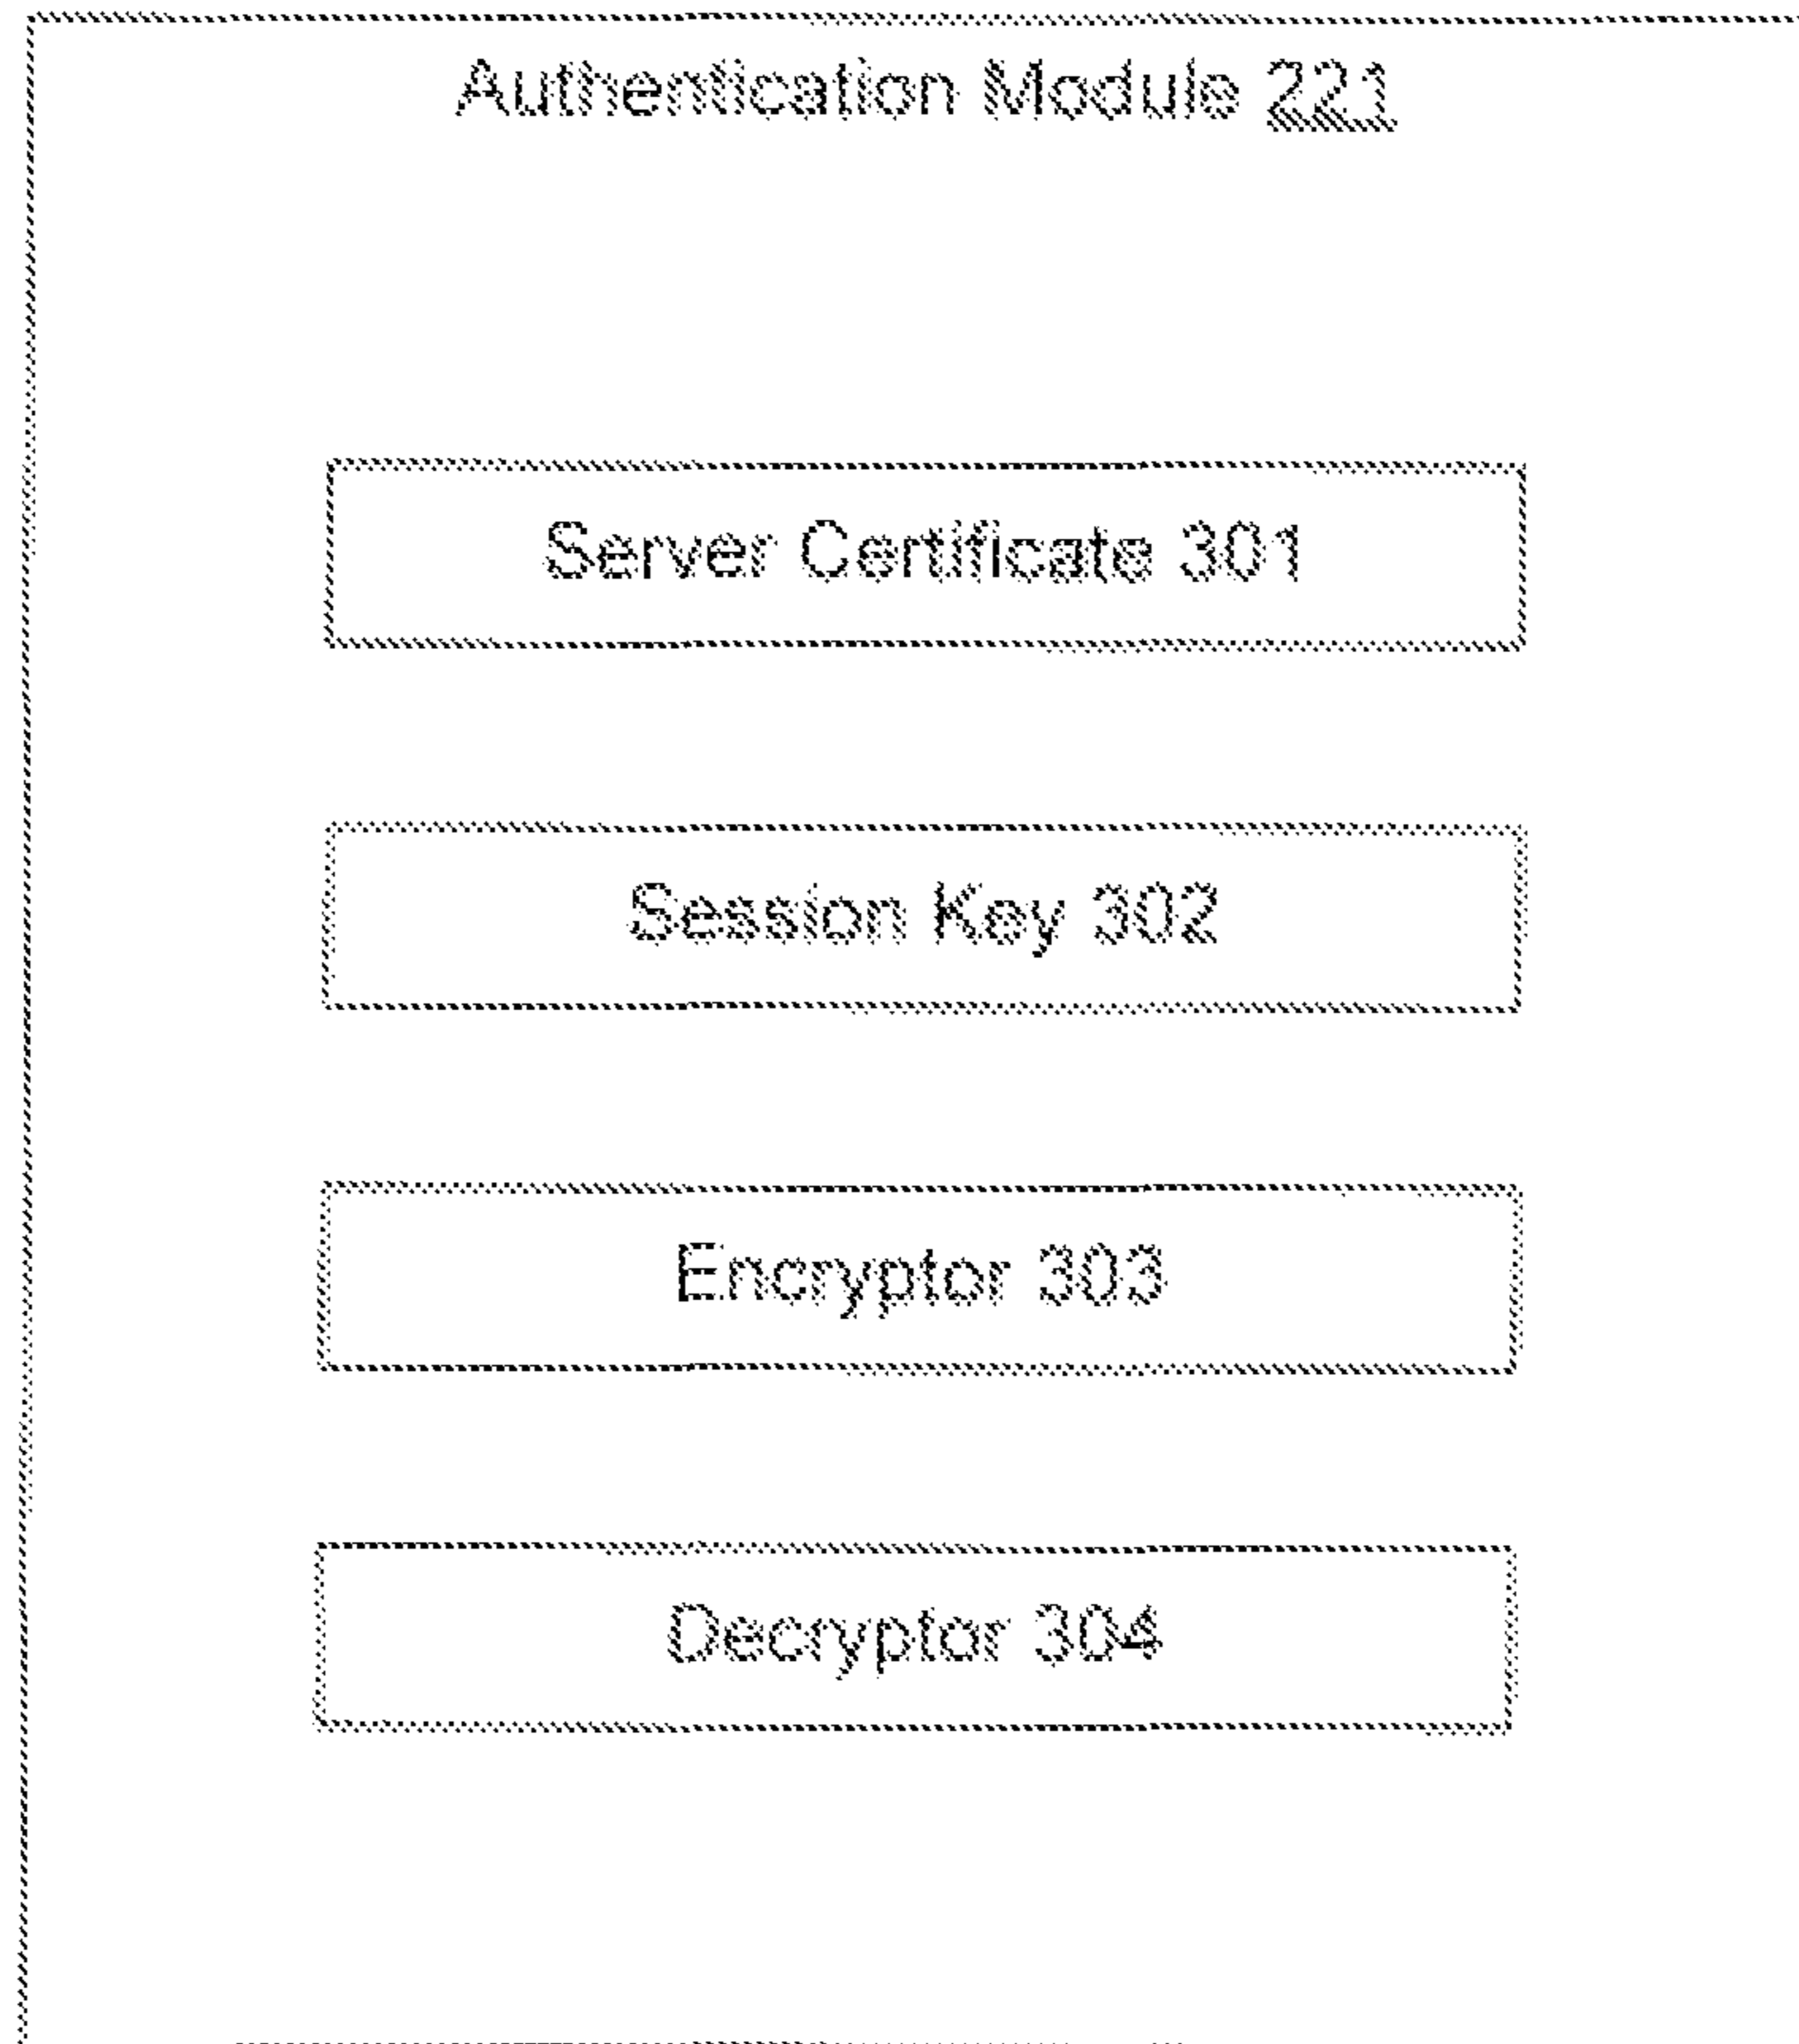 Authentication Module 221
Server Certificate 301
Session Key 302
Encryptor 303
Decryptor 304